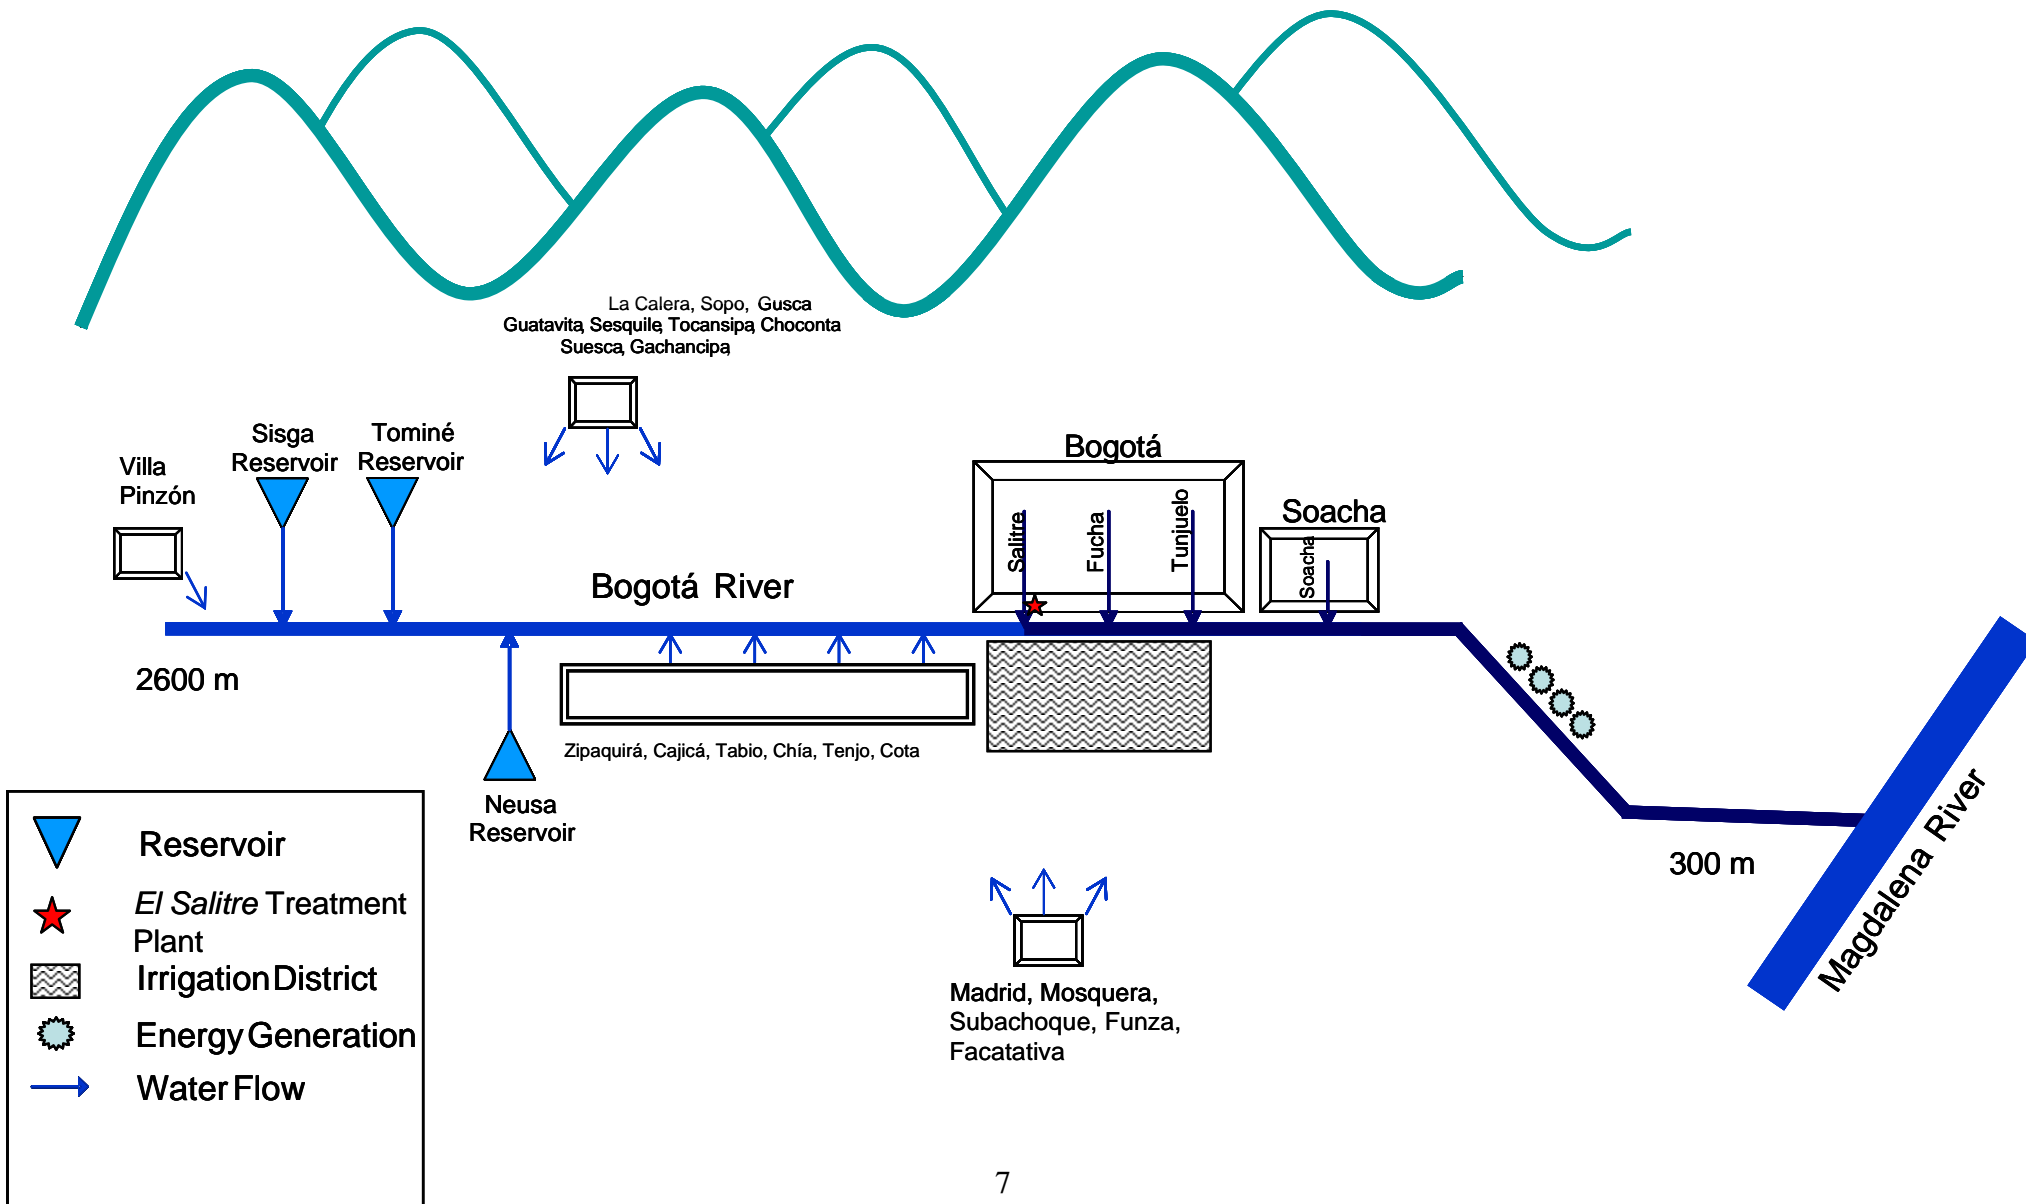 La Calera, Sopo, Gusca
Guatavita, Sesquile, Tocansipa, Choconta
Suesca, Gachancipa,
Villa
Pinzón
Sisga
Reservoir
Tominé
Reservoir
Bogotá River
Bogotá
Salitre
Fucha
Tunjuelo
Soacha
Soacha
2600 m
Neusa
Reservoir
Zipaquirá, Cajicá, Tabio, Chía, Tenjo, Cota
300 m
Magdalena River
Madrid, Mosquera,
Subachoque, Funza,
Facatativa
Reservoir
El Salitre Treatment
Plant
Irrigation District
Energy Generation
Water Flow
7